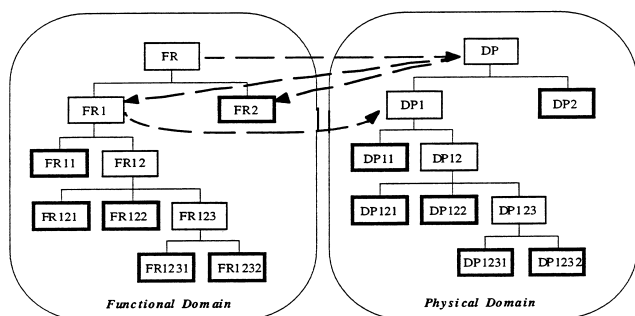 FR
DP
FR1
FR2
DP1
DP2
FR11
FR12
DP11
DP12
FR121
FR122
FR123
DP121
DP122
DP123
FR1231
FR1232
DP1231
DP1232
Functional Domain
Physical Domain